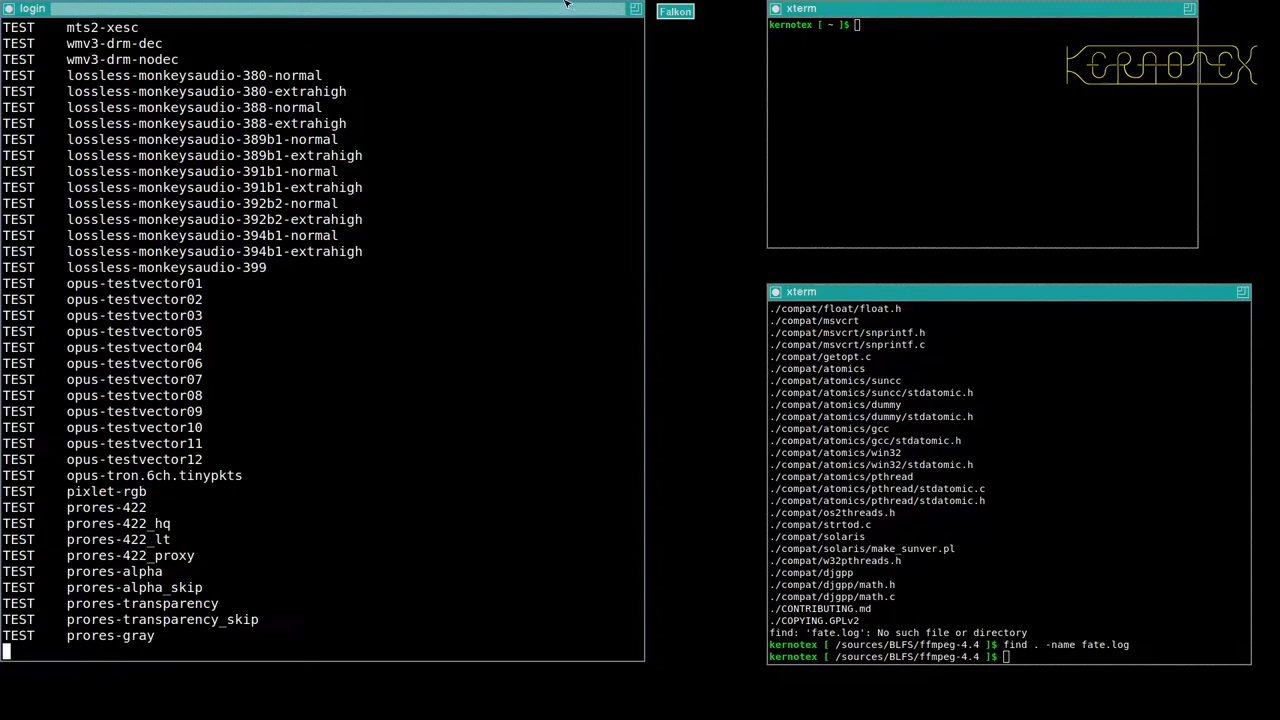 login
TEST    mts2-xesc
TEST    wmv3-drm-dec
TEST    wmv3-drm-nodec
TEST    lossless-monkeysaudio-380-normal
TEST    lossless-monkeysaudio-380-extrahigh
TEST    lossless-monkeysaudio-388-normal
TEST    lossless-monkeysaudio-388-extrahigh
TEST    lossless-monkeysaudio-389b1-normal
TEST    lossless-monkeysaudio-389b1-extrahigh
TEST    lossless-monkeysaudio-391b1-normal
TEST    lossless-monkeysaudio-391b1-extrahigh
TEST    lossless-monkeysaudio-392b2-normal
TEST    lossless-monkeysaudio-392b2-extrahigh
TEST    lossless-monkeysaudio-394b1-normal
TEST    lossless-monkeysaudio-394b1-extrahigh
TEST    lossless-monkeysaudio-399
TEST    opus-testvector01
TEST    opus-testvector02
TEST    opus-testvector03
TEST    opus-testvector05
TEST    opus-testvector04
TEST    opus-testvector06
TEST    opus-testvector07
TEST    opus-testvector08
TEST    opus-testvector09
TEST    opus-testvector10
TEST    opus-testvector11
TEST    opus-testvector12
TEST    opus-tron.6ch.tinypkts
TEST    pixlet-rgb
TEST    prores-422
TEST    prores-422_hq
TEST    prores-422_lt
TEST    prores-422_proxy
TEST    prores-alpha
TEST    prores-alpha_skip
TEST    prores-transparency
TEST    prores-transparency_skip
TEST    prores-gray
Falkon
xterm
kernotex [ ~ ]$
KERNOTEX
xterm
./compat/float/float.h
./compat/msvcrt
./compat/msvcrt/snprintf.h
./compat/msvcrt/snprintf.c
./compat/getopt.c
./compat/atomics
./compat/atomics/suncc
./compat/atomics/suncc/stdatomic.h
./compat/atomics/dummy
./compat/atomics/dummy/stdatomic.h
./compat/atomics/gcc
./compat/atomics/gcc/stdatomic.h
./compat/atomics/win32
./compat/atomics/win32/stdatomic.h
./compat/atomics/pthread
./compat/atomics/pthread/stdatomic.c
./compat/atomics/pthread/stdatomic.h
./compat/os2threads.h
./compat/strtod.c
./compat/solaris
./compat/solaris/make_sunver.pl
./compat/w32pthreads.h
./compat/djgpp
./compat/djgpp/math.h
./compat/djgpp/math.c
./CONTRIBUTING.md
./COPYING.GPLv2
find: 'fate.log': No such file or directory
kernotex [ /sources/BLFS/ffmpeg-4.4 ]$ find . -name fate.log
kernotex [ /sources/BLFS/ffmpeg-4.4 ]$